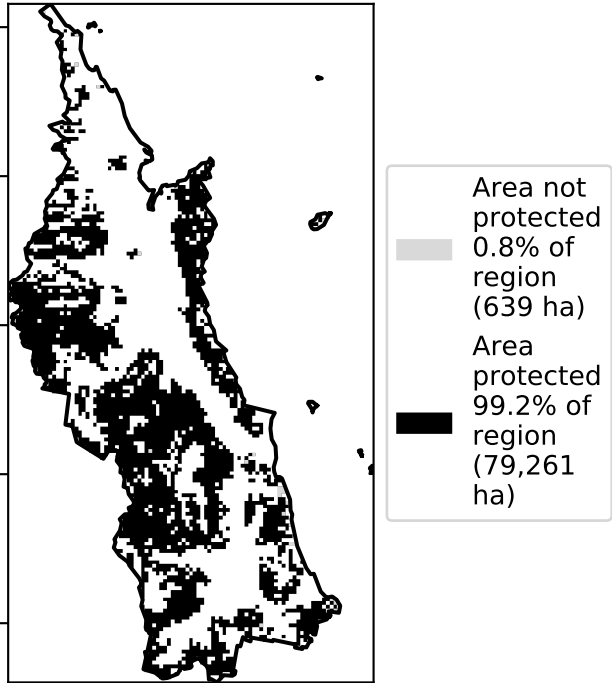 Area not
protected
0.8% of
region
(639 ha)
Area
protected
99.2% of
region
(79,261
ha)